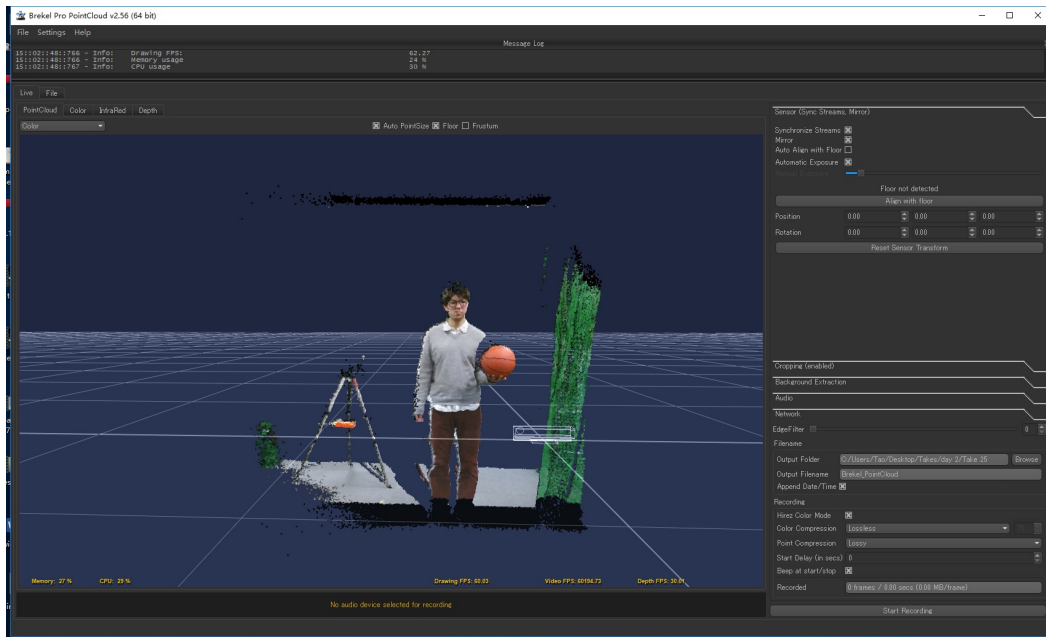 Brekel Pro PointCloud v2.56 (64 bit)
File Settings Help
Message Log
15::02::48::766 - Info: Drawing FPS: 62.27
15::02::48::766 - Info: Memory usage 24 %
15::02::48::767 - Info: CPU usage 30 %
Live File
PointCloud Color InfraRed Depth
Color Auto PointSize Floor Frustum
Sensor (Sync Streams, Mirror)
Synchronize Streams
Mirror
Auto Align with Floor
Automatic Exposure
Manual Exposure
Floor not detected
Align with floor
Position 0.00 0.00 0.00
Rotation 0.00 0.00 0.00
Reset Sensor Transform
Cropping (enabled)
Background Extraction
Audio
Network
EdgeFilter 0
Filename
Output Folder C:/Users/Tao/Desktop/Takes/day 2/Take 25 Browse
Output Filename Brekel_PointCloud
Append Date/Time
Recording
Hirez Color Mode
Color Compression Lossless
Point Compression Lossy
Start Delay (in secs) 0
Beep at start/stop
Recorded 0 frames / 0.00 secs (0.00 MB/frame)
Start Recording
Memory: 27 % CPU: 29 % Drawing FPS: 60.03 Video FPS: 60194.73 Depth FPS: 30.01
No audio device selected for recording